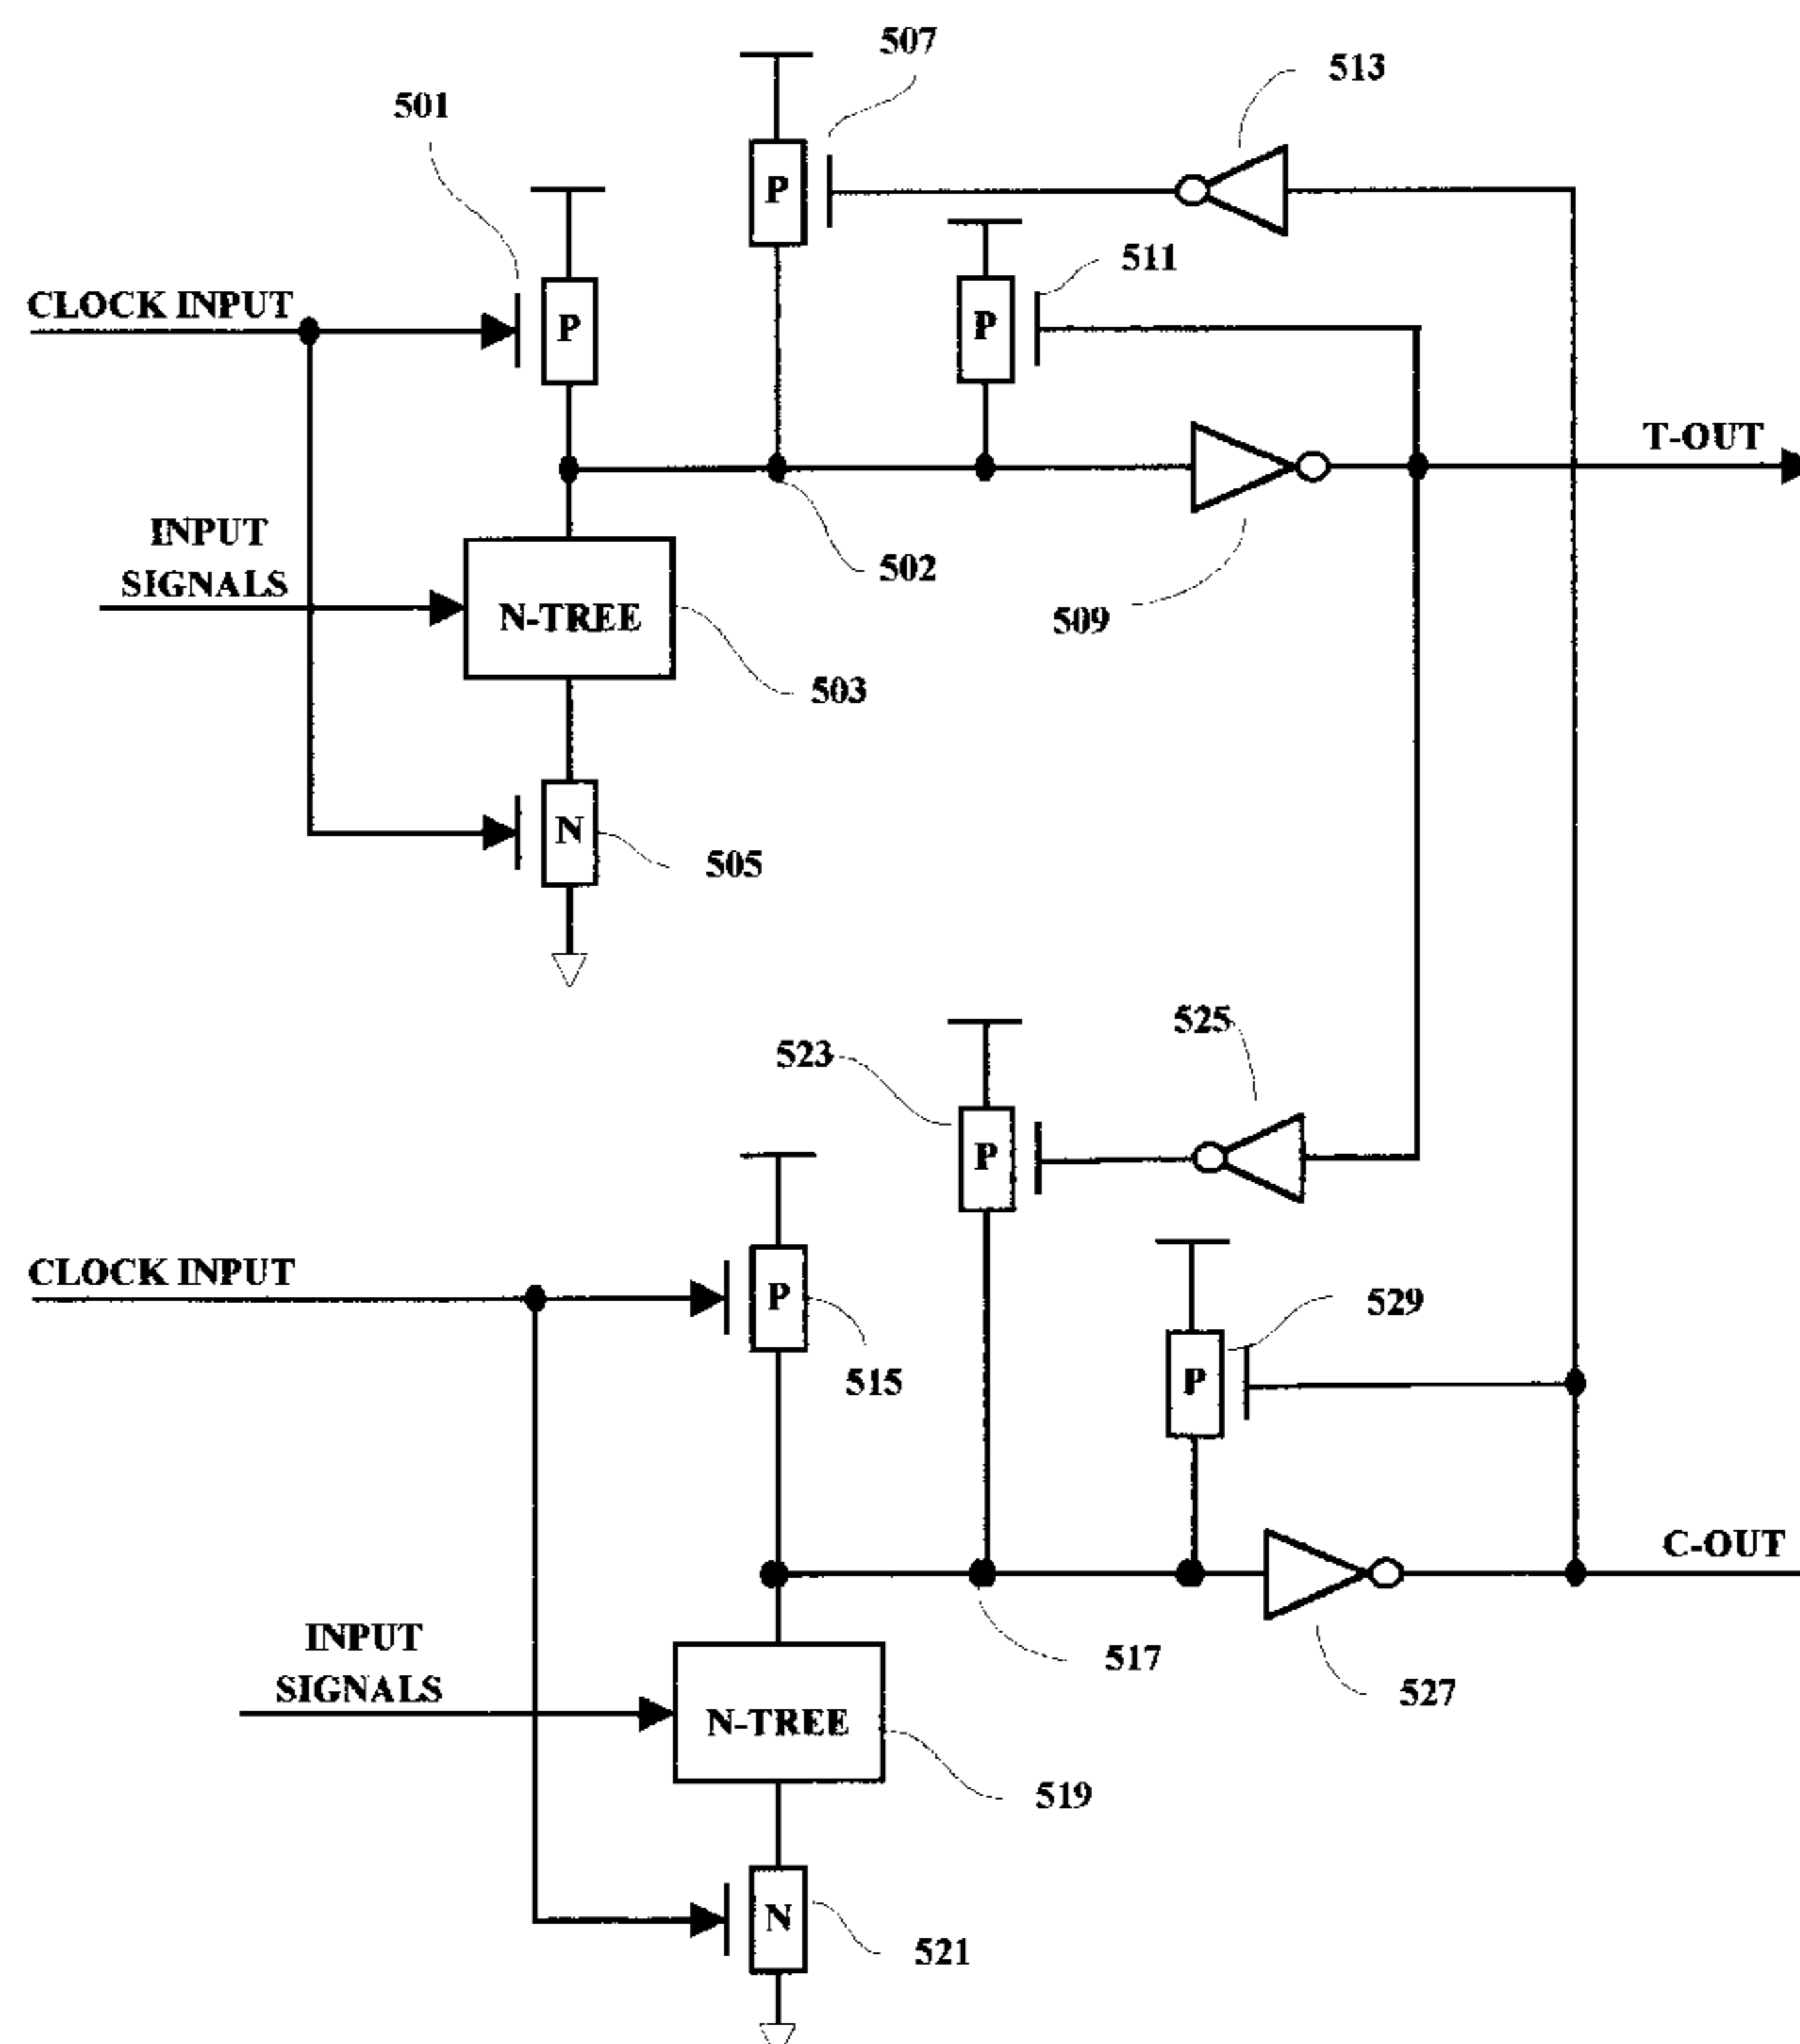 507
513
501
P
511
CLOCK INPUT
P
P
T-OUT
INPUT
SIGNALS
502
N-TREE
509
503
N
505
525
523
P
CLOCK INPUT
P
529
515
P
C-OUT
INPUT
SIGNALS
517
527
N-TREE
519
N
521